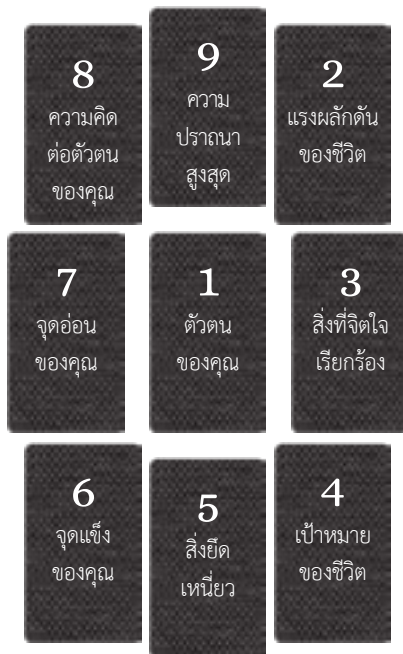 8
ความคิด
ต่อตัวตน
ของคุณ
9
ความ
ปรารถนา
สูงสุด
2
แรงผลักดัน
ของชีวิต
7
จุดอ่อน
ของคุณ
1
ตัวตน
ของคุณ
3
สิ่งที่จิตใจ
เรียกร้อง
6
จุดแข็ง
ของคุณ
5
สิ่งยึด
เหนี่ยว
4
เป้าหมาย
ของชีวิต